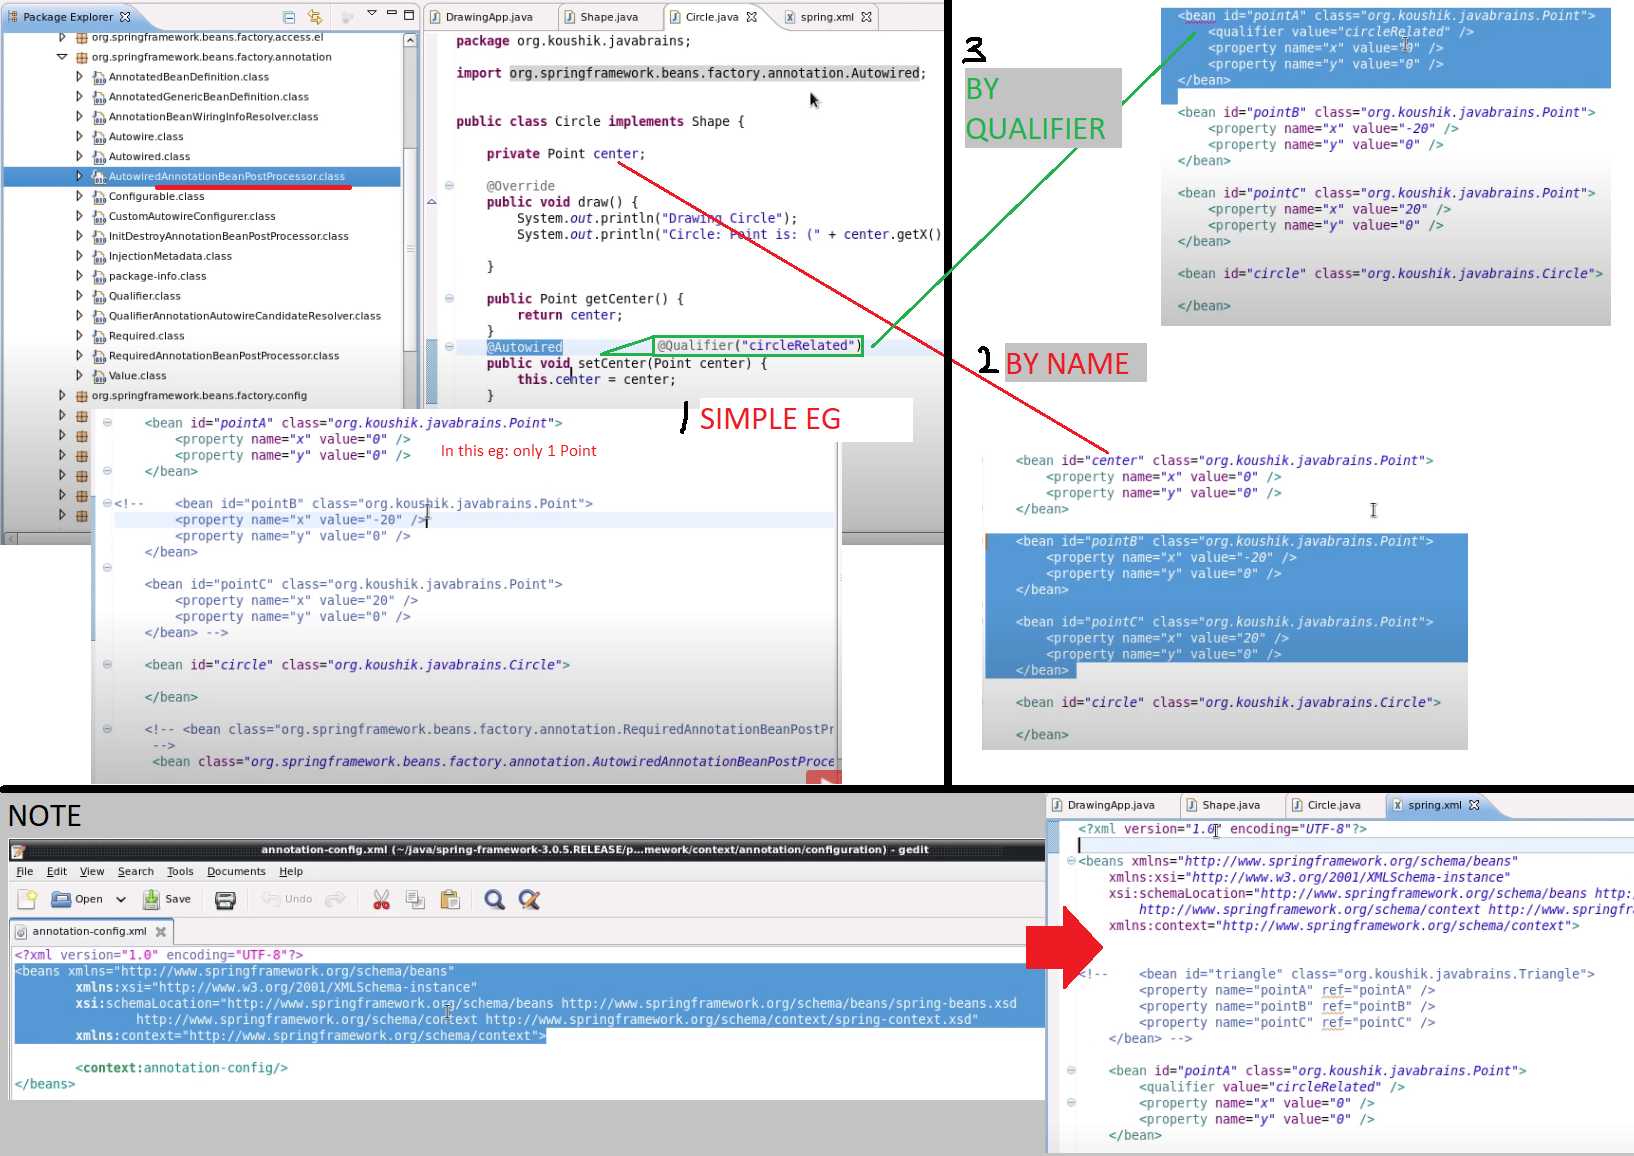 Package Explorer
org.springframework.beans.factory.access.el
org.springframework.beans.factory.annotation
AnnotatedBeanDefinition.class
AnnotatedGenericBeanDefinition.class
AnnotationBeanWiringInfoResolver.class
Autowire.class
Autowired.class
AutowiredAnnotationBeanPostProcessor.class
Configurable.class
CustomAutowireConfigurer.class
InitDestroyAnnotationBeanPostProcessor.class
InjectionMetadata.class
package-info.class
Qualifier.class
QualifierAnnotationAutowireCandidateResolver.class
Required.class
RequiredAnnotationBeanPostProcessor.class
Value.class
org.springframework.beans.factory.config
DrawingApp.java Shape.java Circle.java spring.xml
package org.koushik.javabrains;
import org.springframework.beans.factory.annotation.Autowired;
public class Circle implements Shape {
private Point center;
@Override
public void draw() {
System.out.println("Drawing Circle");
System.out.println("Circle: Point is: (" + center.getX()
}
public Point getCenter() {
return center;
}
@Autowired @Qualifier("circleRelated")
public void setCenter(Point center) {
this.center = center;
}
1 SIMPLE EG
In this eg: only 1 Point
<bean id="pointA" class="org.koushik.javabrains.Point">
<property name="x" value="0" />
<property name="y" value="0" />
</bean>
<!-- <bean id="pointB" class="org.koushik.javabrains.Point">
<property name="x" value="-20" />
<property name="y" value="0" />
</bean>
<bean id="pointC" class="org.koushik.javabrains.Point">
<property name="x" value="20" />
<property name="y" value="0" />
</bean> -->
<bean id="circle" class="org.koushik.javabrains.Circle">
</bean>
<!-- <bean class="org.springframework.beans.factory.annotation.RequiredAnnotationBeanPostPr
-->
<bean class="org.springframework.beans.factory.annotation.AutowiredAnnotationBeanPostProce
3
BY
QUALIFIER
<bean id="pointA" class="org.koushik.javabrains.Point">
<qualifier value="circleRelated" />
<property name="x" value="0" />
<property name="y" value="0" />
</bean>
<bean id="pointB" class="org.koushik.javabrains.Point">
<property name="x" value="-20" />
<property name="y" value="0" />
</bean>
<bean id="pointC" class="org.koushik.javabrains.Point">
<property name="x" value="20" />
<property name="y" value="0" />
</bean>
<bean id="circle" class="org.koushik.javabrains.Circle">
</bean>
2 BY NAME
<bean id="center" class="org.koushik.javabrains.Point">
<property name="x" value="0" />
<property name="y" value="0" />
</bean>
<bean id="pointB" class="org.koushik.javabrains.Point">
<property name="x" value="-20" />
<property name="y" value="0" />
</bean>
<bean id="pointC" class="org.koushik.javabrains.Point">
<property name="x" value="20" />
<property name="y" value="0" />
</bean>
<bean id="circle" class="org.koushik.javabrains.Circle">
</bean>
NOTE
annotation-config.xml (~/java/spring-framework-3.0.5.RELEASE/p...mework/context/annotation/configuration) - gedit
File Edit View Search Tools Documents Help
Open Save Undo
annotation-config.xml
<?xml version="1.0" encoding="UTF-8"?>
<beans xmlns="http://www.springframework.org/schema/beans"
xmlns:xsi="http://www.w3.org/2001/XMLSchema-instance"
xsi:schemaLocation="http://www.springframework.org/schema/beans http://www.springframework.org/schema/beans/spring-beans.xsd
http://www.springframework.org/schema/context http://www.springframework.org/schema/context/spring-context.xsd"
xmlns:context="http://www.springframework.org/schema/context">
<context:annotation-config/>
</beans>
DrawingApp.java Shape.java Circle.java spring.xml
<?xml version="1.0" encoding="UTF-8"?>
<beans xmlns="http://www.springframework.org/schema/beans"
xmlns:xsi="http://www.w3.org/2001/XMLSchema-instance"
xsi:schemaLocation="http://www.springframework.org/schema/beans http:
http://www.springframework.org/schema/context http://www.springfr
xmlns:context="http://www.springframework.org/schema/context">
<!-- <bean id="triangle" class="org.koushik.javabrains.Triangle">
<property name="pointA" ref="pointA" />
<property name="pointB" ref="pointB" />
<property name="pointC" ref="pointC" />
</bean> -->
<bean id="pointA" class="org.koushik.javabrains.Point">
<qualifier value="circleRelated" />
<property name="x" value="0" />
<property name="y" value="0" />
</bean>